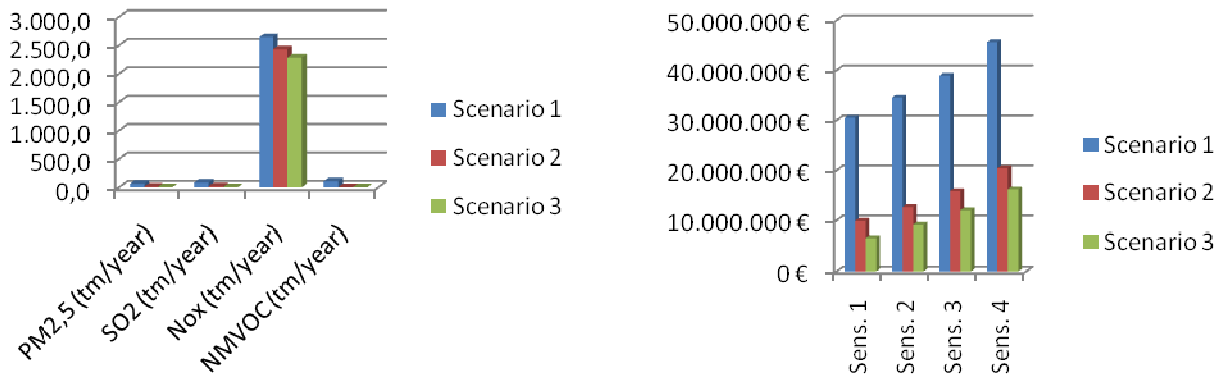 3.000,0
2.500,0
2.000,0
1.500,0
1.000,0
500,0
0,0
PM2,5 (tm/year)
SO2 (tm/year)
Nox (tm/year)
NMVOC (tm/year)
Scenario 1
Scenario 2
Scenario 3
50.000.000 €
40.000.000 €
30.000.000 €
20.000.000 €
10.000.000 €
0 €
Sens. 1
Sens. 2
Sens. 3
Sens. 4
Scenario 1
Scenario 2
Scenario 3